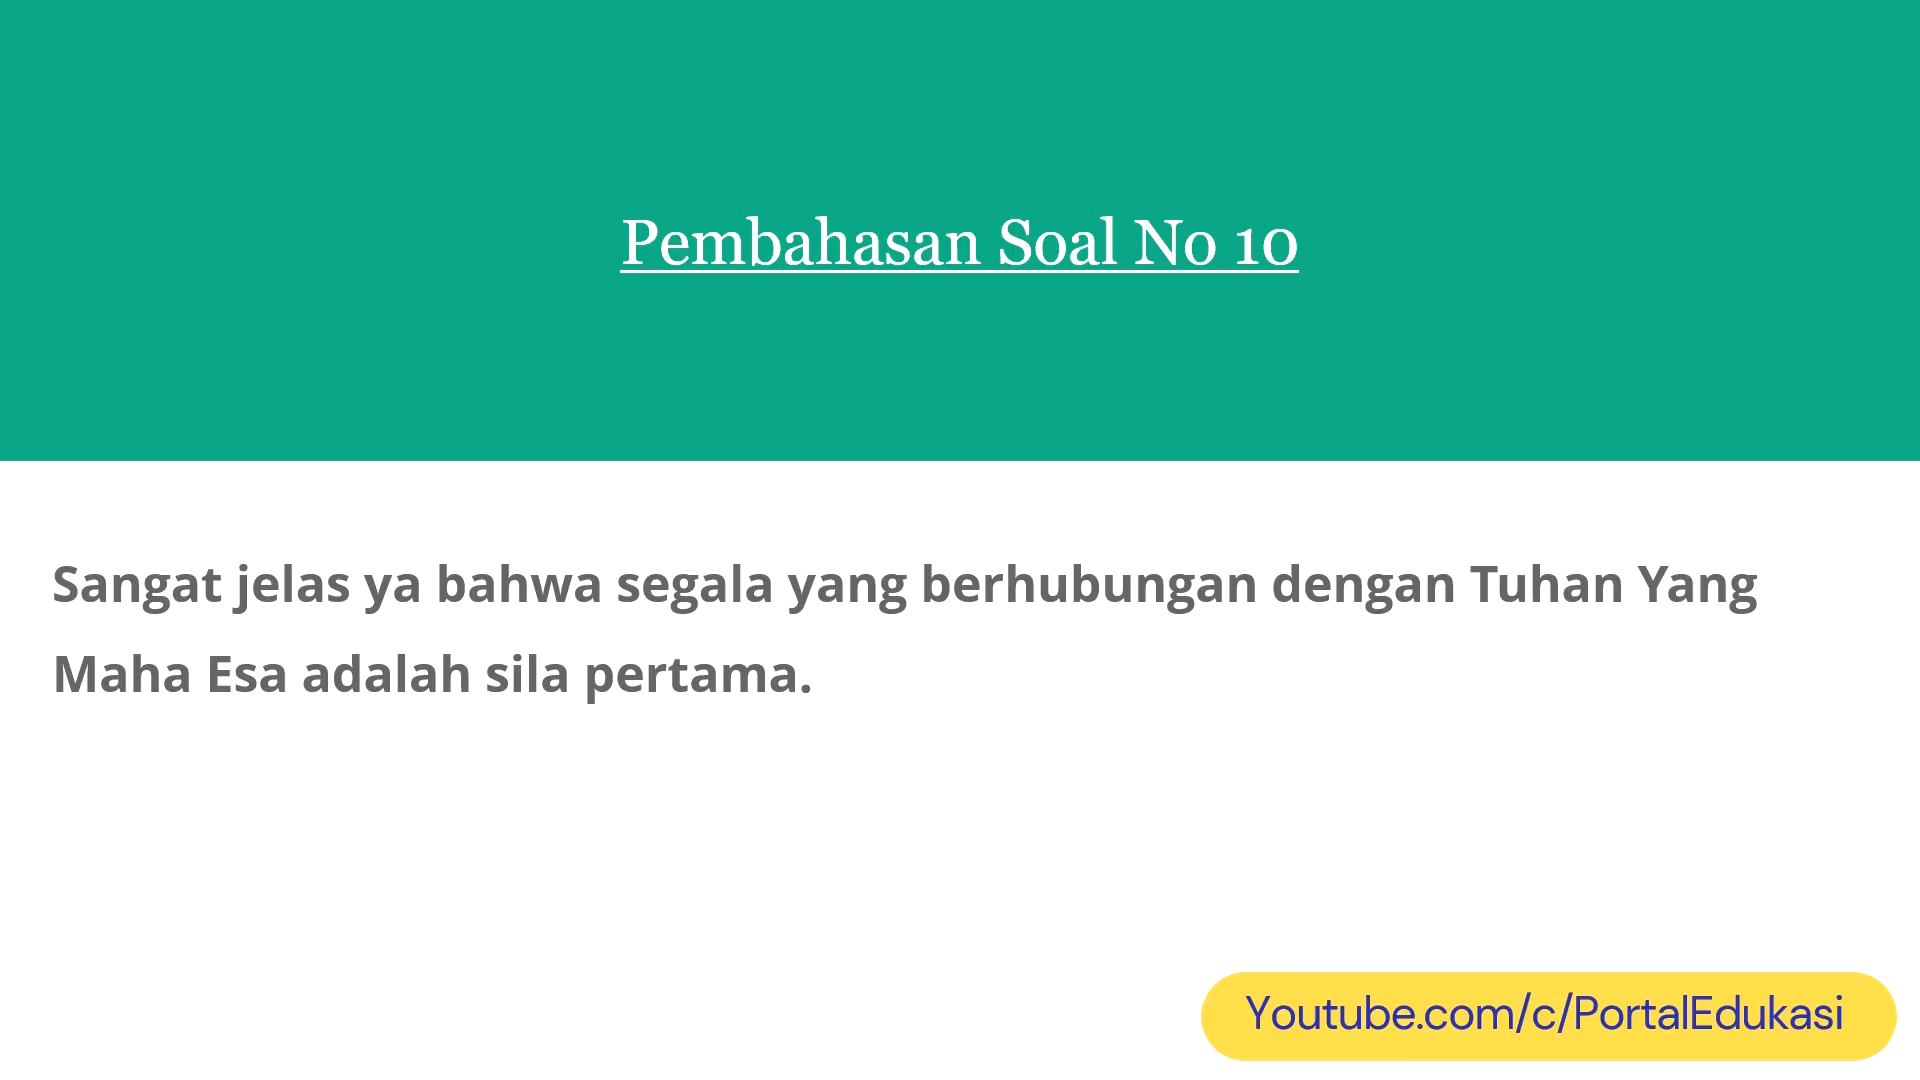 Pembahasan Soal No 10
Sangat jelas ya bahwa segala yang berhubungan dengan Tuhan Yang
Maha Esa adalah sila pertama.
Youtube.com/c/PortalEdukasi